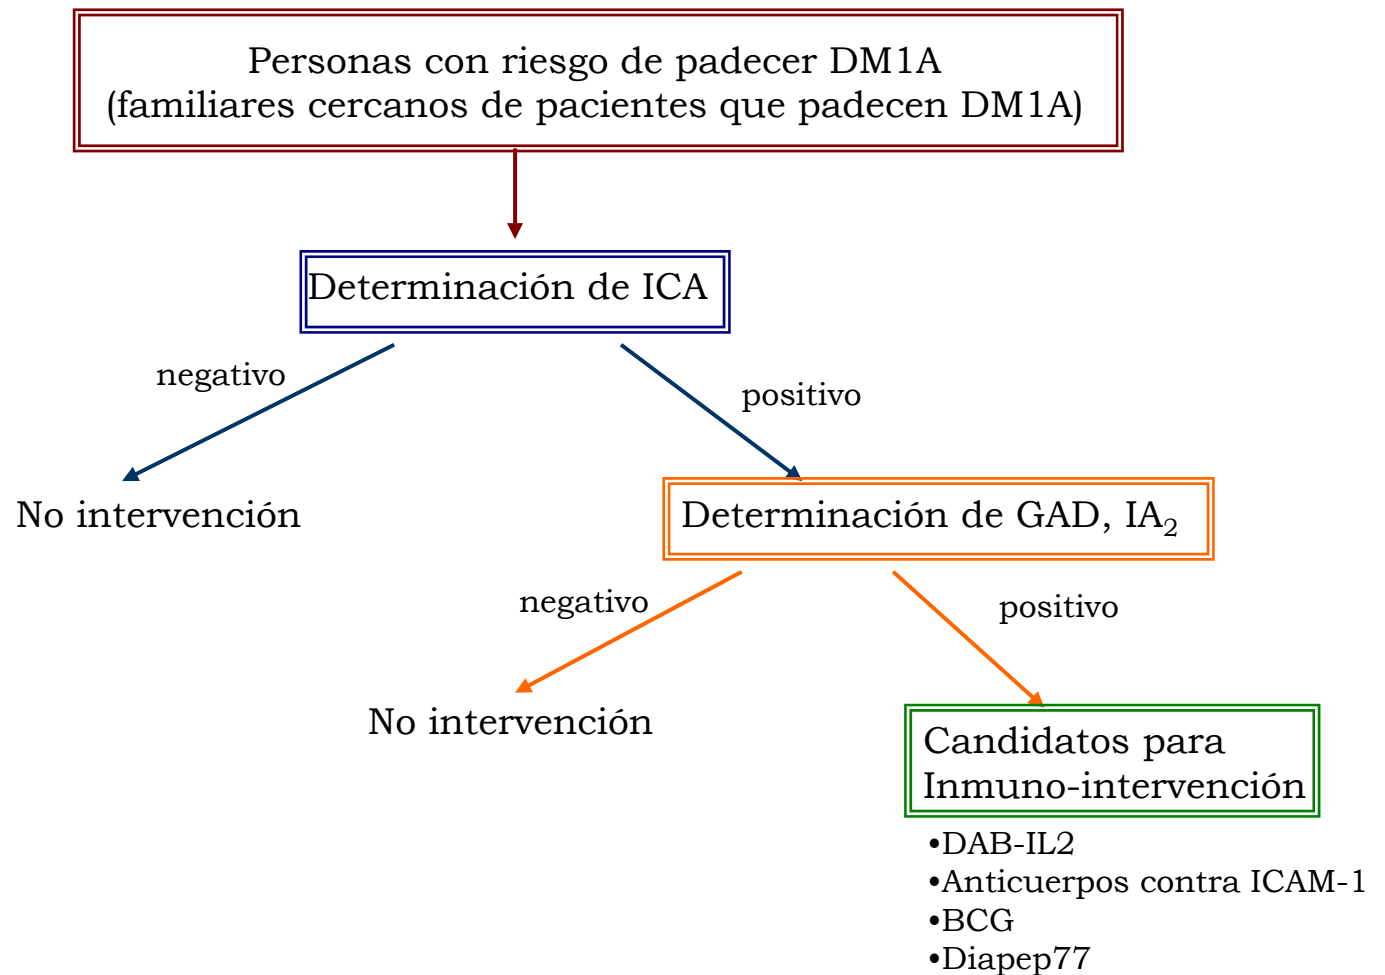 Personas con riesgo de padecer DM1A
(familiares cercanos de pacientes que padecen DM1A)
Determinación de ICA
negativo
positivo
No intervención
Determinación de GAD, IA₂
negativo
positivo
No intervención
Candidatos para
Inmuno-intervención
•DAB-IL2
•Anticuerpos contra ICAM-1
•BCG
•Diapep77